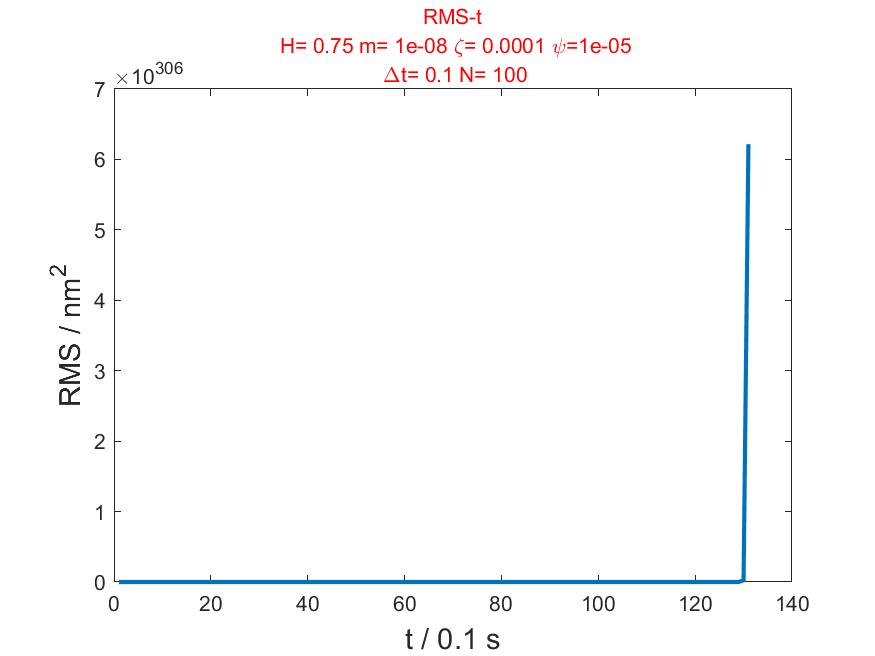 RMS-t
H= 0.75 m= 1e-08 ζ= 0.0001 ψ=1e-05
Δt= 0.1 N= 100
×10^306
7
6
5
4
3
2
1
0
RMS / nm^2
0 20 40 60 80 100 120 140
t / 0.1 s